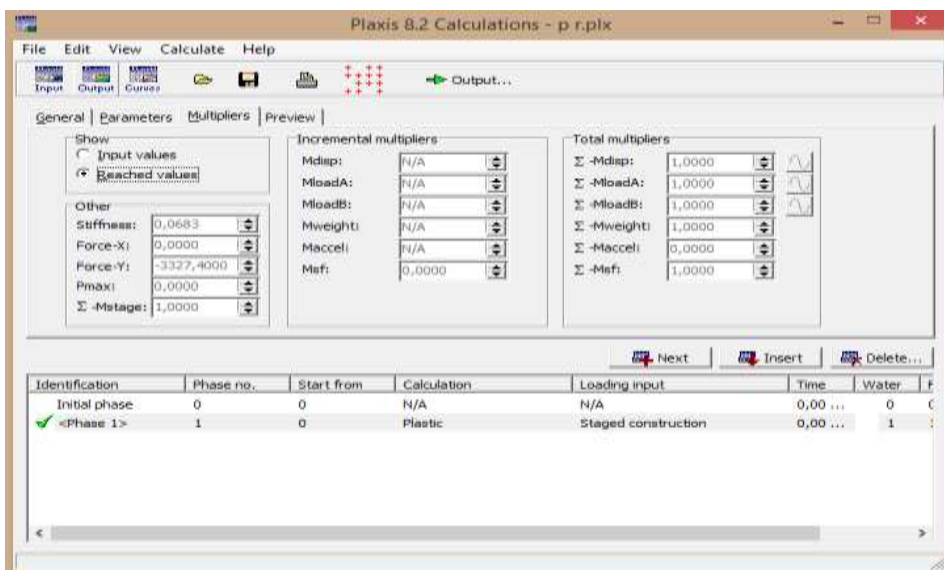 Plaxis 8.2 Calculations - p r.plx
File Edit View Calculate Help
Input Output Curves Output...
General Parameters Multipliers Preview
Show
Input values
Reached values
Other
Stiffness: 0,0683
Force-X: 0,0000
Force-Y: -3327,4000
Pmax: 0,0000
Σ -Mstage: 1,0000
Incremental multipliers
Mdisp: N/A
MloadA: N/A
MloadB: N/A
Mweight: N/A
Maccel: N/A
Msf: 0,0000
Total multipliers
Σ -Mdisp: 1,0000
Σ -MloadA: 1,0000
Σ -MloadB: 1,0000
Σ -Mweight: 1,0000
Σ -Maccel: 0,0000
Σ -Msf: 1,0000
Next Insert Delete...
Identification Phase no. Start from Calculation Loading input Time Water F
Initial phase 0 0 N/A N/A 0,00 ... 0
<Phase 1> 1 0 Plastic Staged construction 0,00 ... 1